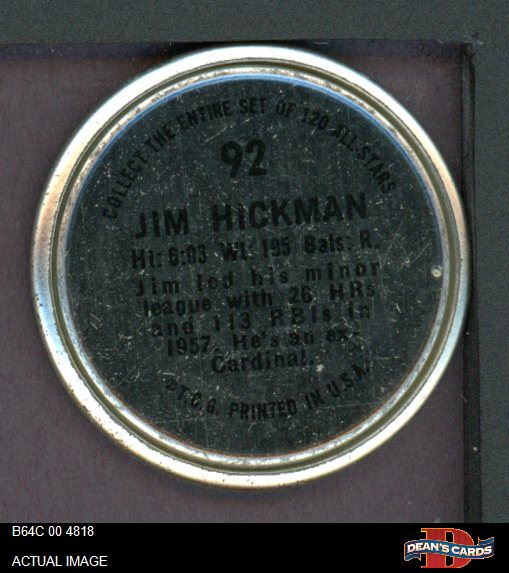 COLLECT THE ENTIRE SET OF 120 ALL-STARS
92
JIM HICKMAN
Ht: 6:03 Wt: 195 Bats: R.
Jim led his minor
league with 26 HRs
and 113 RBIs in
1957. He's an ex-
Cardinal.
©T.C.G. PRINTED IN U.S.A.
B64C 00 4818
ACTUAL IMAGE
D
DEAN'S CARDS